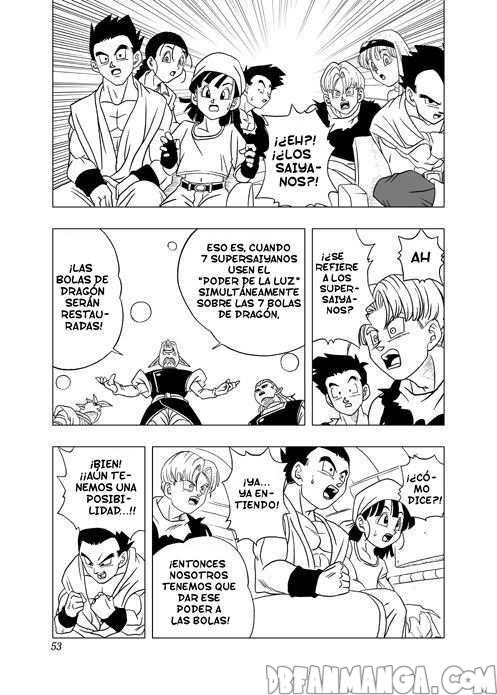 ¡¿EH?!
¡¿LOS
SAIYA-
NOS?!
AH
¡¿SE
REFIERE
A LOS
SUPER-
SAIYA-
NOS?
ESO ES, CUANDO
7 SUPERSAIYANOS
USEN EL
"PODER DE LA LUZ"
SIMULTÁNEAMENTE
SOBRE LAS 7 BOLAS
DE DRAGÓN,
¡LAS
BOLAS DE
DRAGÓN
SERÁN
RESTAU-
RADAS!
¿CÓ-
MO
DICE?!
¡YA...
YA EN-
TIENDO!
¡ENTONCES
NOSOTROS
TENEMOS QUE
DAR ESE
PODER A
LAS BOLAS!
¡BIEN!
¡¡AÚN TE-
NEMOS UNA
POSIBI-
LIDAD...!!
53
DBFANMANGA.COM